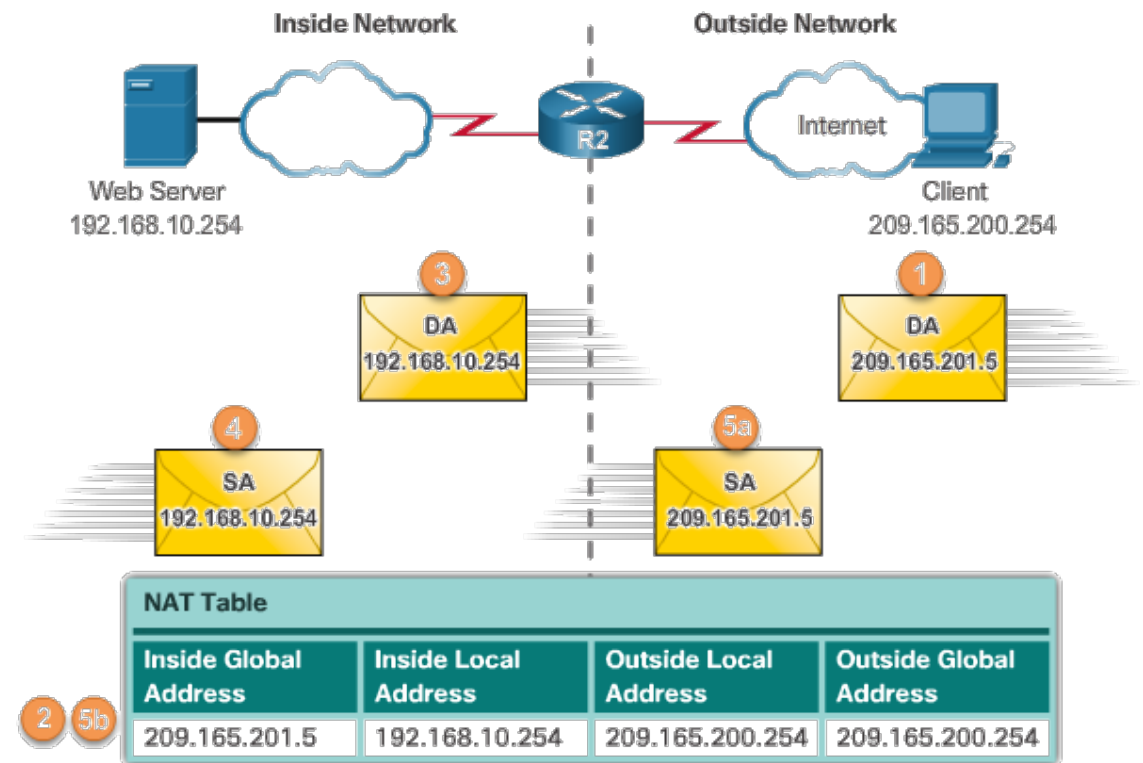 Inside Network
Outside Network
Internet
R2
Web Server
192.168.10.254
Client
209.165.200.254
3
DA
192.168.10.254
1
DA
209.165.201.5
4
SA
192.168.10.254
5a
SA
209.165.201.5
NAT Table
Inside Global Address
Inside Local Address
Outside Local Address
Outside Global Address
2 5b
209.165.201.5
192.168.10.254
209.165.200.254
209.165.200.254